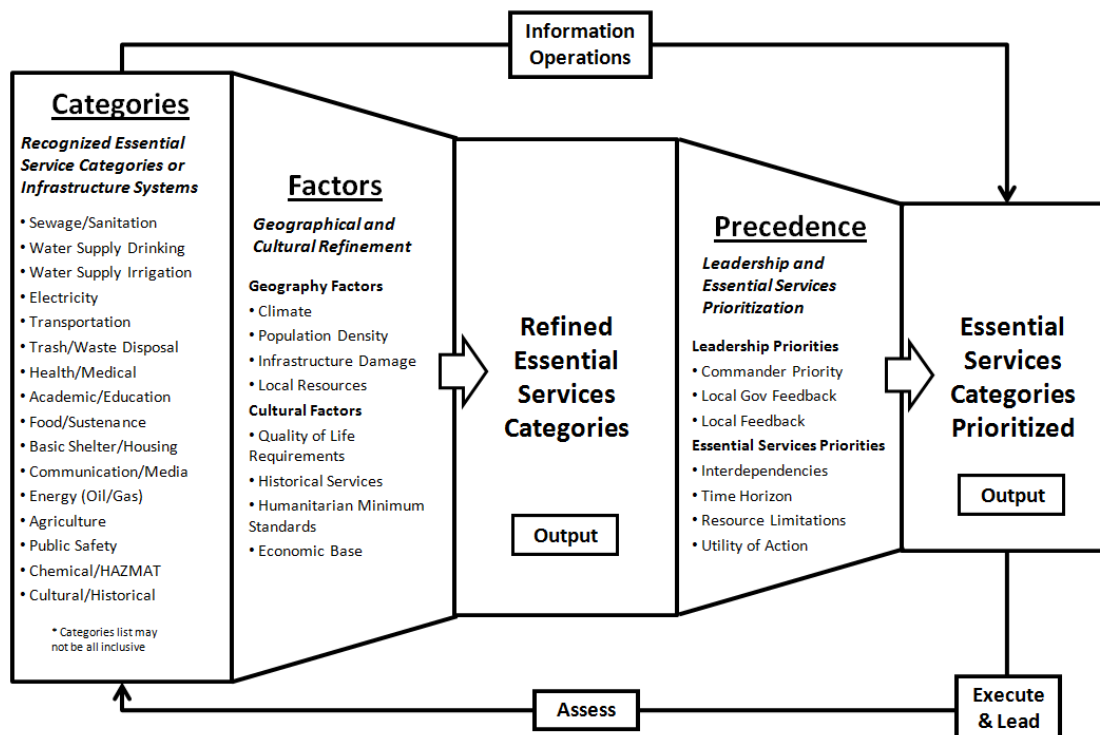 Information
Operations
Categories
Recognized Essential
Service Categories or
Infrastructure Systems
• Sewage/Sanitation
• Water Supply Drinking
• Water Supply Irrigation
• Electricity
• Transportation
• Trash/Waste Disposal
• Health/Medical
• Academic/Education
• Food/Sustenance
• Basic Shelter/Housing
• Communication/Media
• Energy (Oil/Gas)
• Agriculture
• Public Safety
• Chemical/HAZMAT
• Cultural/Historical
* Categories list may
not be all inclusive
Factors
Geographical and
Cultural Refinement
Geography Factors
• Climate
• Population Density
• Infrastructure Damage
• Local Resources
Cultural Factors
• Quality of Life
Requirements
• Historical Services
• Humanitarian Minimum
Standards
• Economic Base
Refined
Essential
Services
Categories
Output
Precedence
Leadership and
Essential Services
Prioritization
Leadership Priorities
• Commander Priority
• Local Gov Feedback
• Local Feedback
Essential Services Priorities
• Interdependencies
• Time Horizon
• Resource Limitations
• Utility of Action
Essential
Services
Categories
Prioritized
Output
Execute
& Lead
Assess